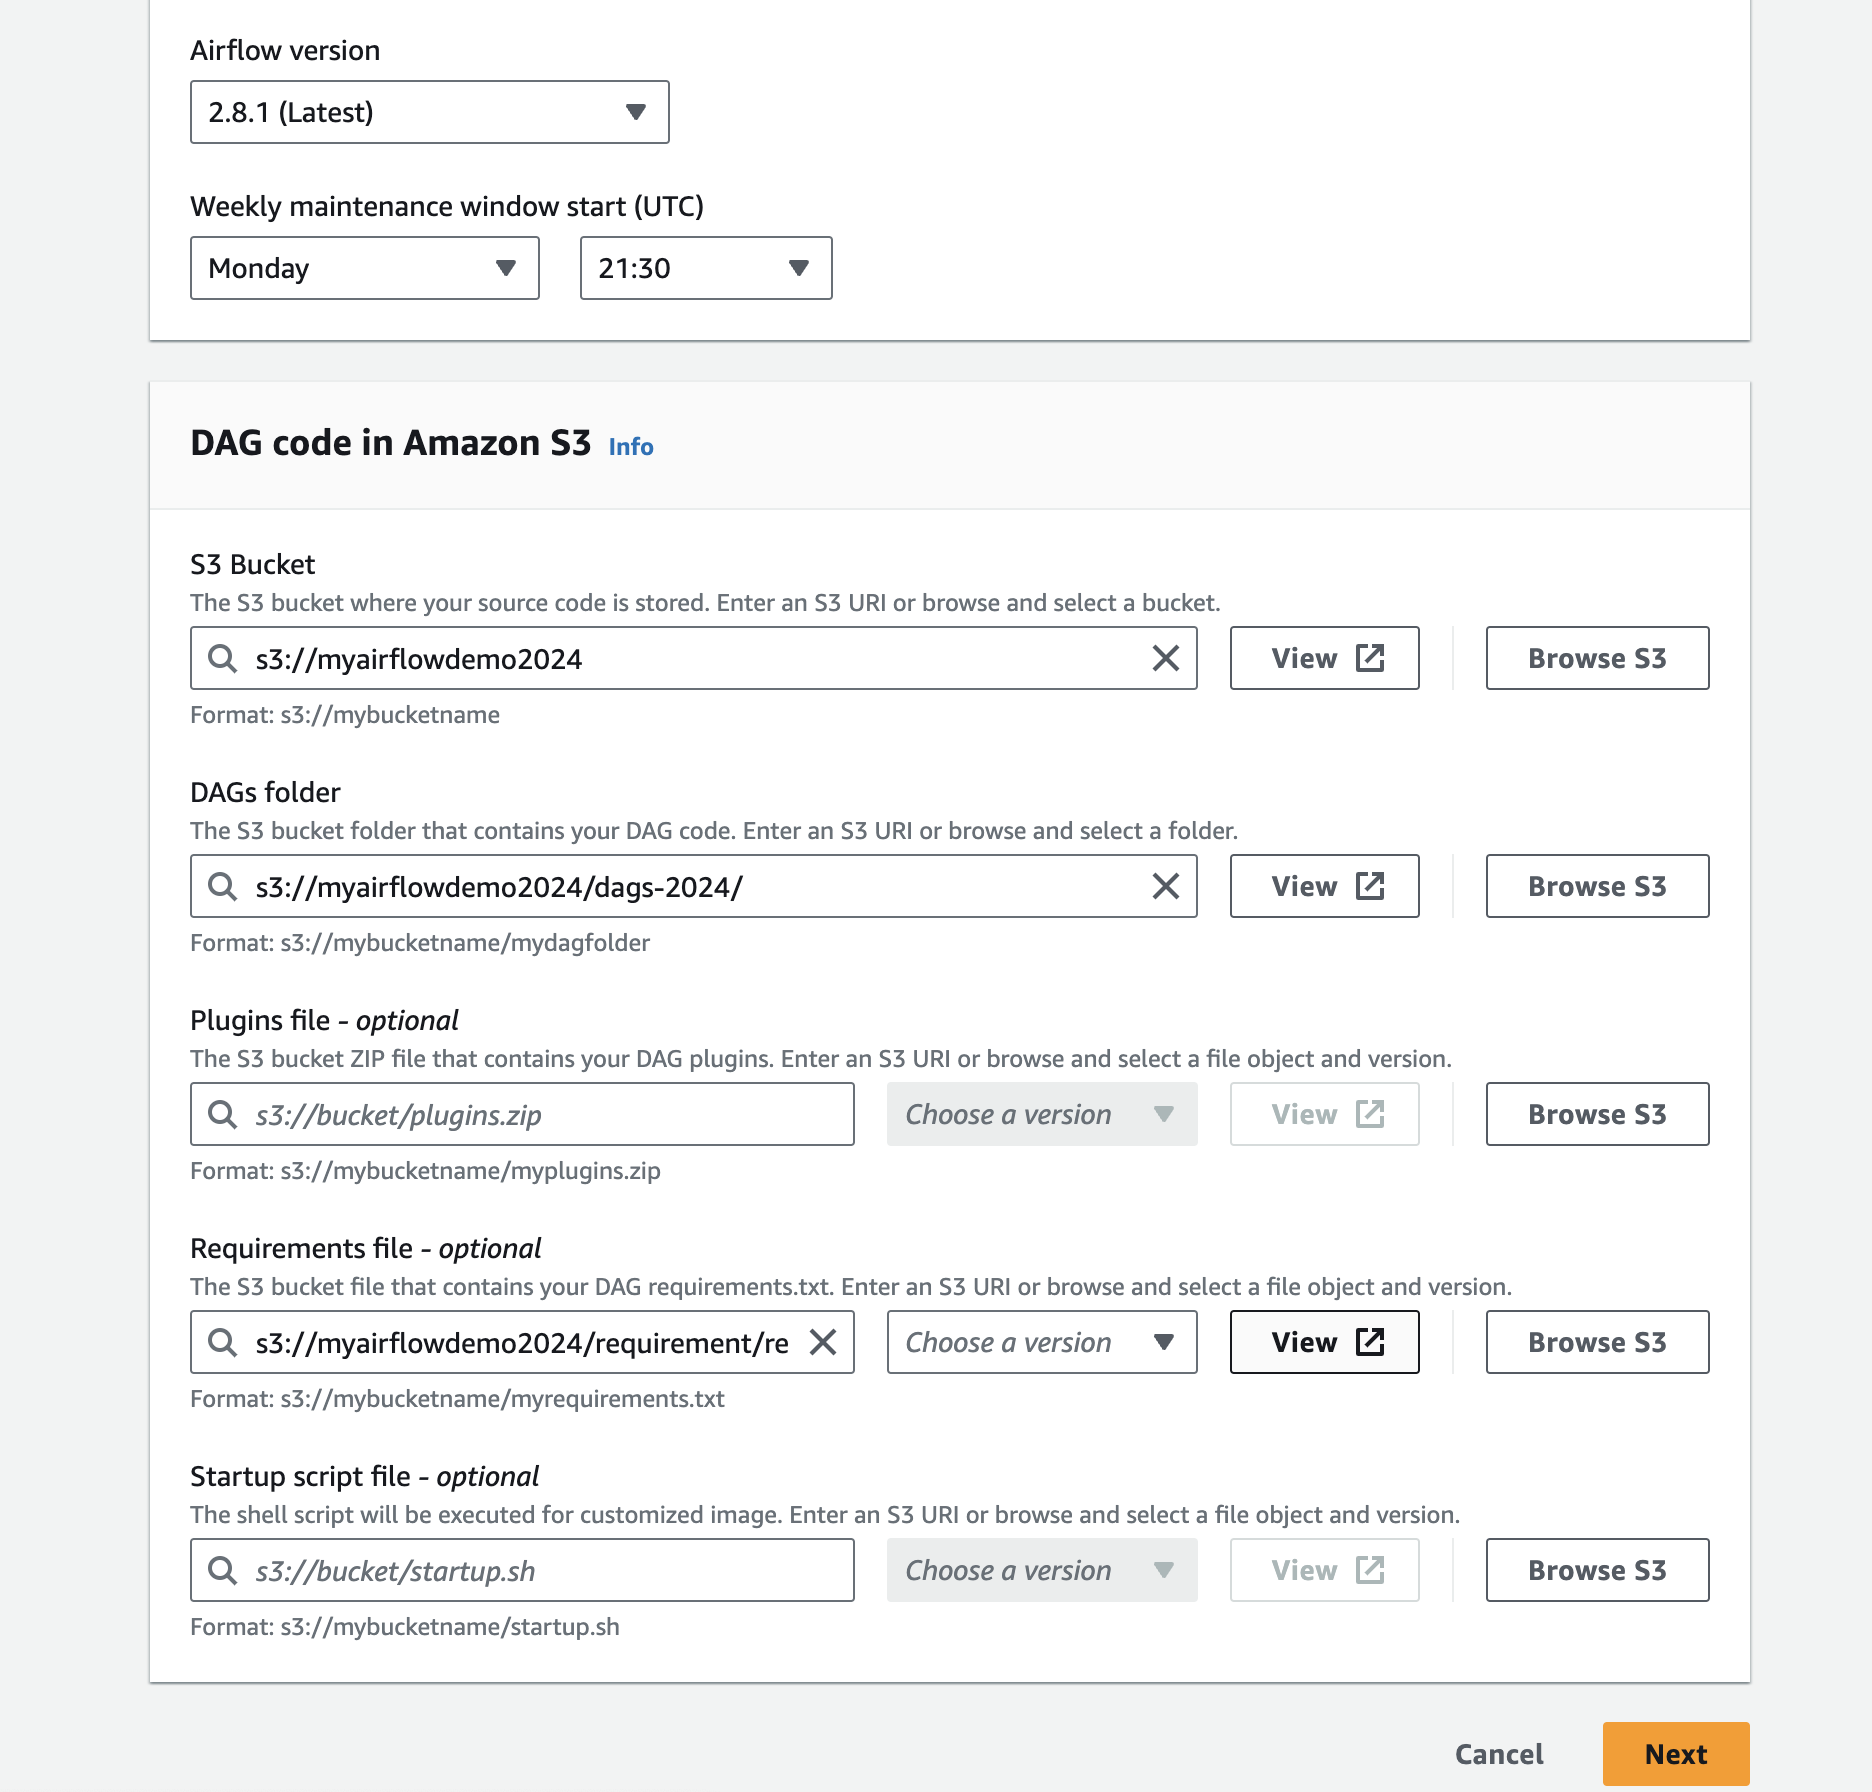 Airflow version
2.8.1 (Latest)
Weekly maintenance window start (UTC)
Monday 21:30
DAG code in Amazon S3 Info
S3 Bucket
The S3 bucket where your source code is stored. Enter an S3 URI or browse and select a bucket.
s3://myairflowdemo2024 View Browse S3
Format: s3://mybucketname
DAGs folder
The S3 bucket folder that contains your DAG code. Enter an S3 URI or browse and select a folder.
s3://myairflowdemo2024/dags-2024/ View Browse S3
Format: s3://mybucketname/mydagfolder
Plugins file - optional
The S3 bucket ZIP file that contains your DAG plugins. Enter an S3 URI or browse and select a file object and version.
s3://bucket/plugins.zip Choose a version View Browse S3
Format: s3://mybucketname/myplugins.zip
Requirements file - optional
The S3 bucket file that contains your DAG requirements.txt. Enter an S3 URI or browse and select a file object and version.
s3://myairflowdemo2024/requirement/re Choose a version View Browse S3
Format: s3://mybucketname/myrequirements.txt
Startup script file - optional
The shell script will be executed for customized image. Enter an S3 URI or browse and select a file object and version.
s3://bucket/startup.sh Choose a version View Browse S3
Format: s3://mybucketname/startup.sh
Cancel Next